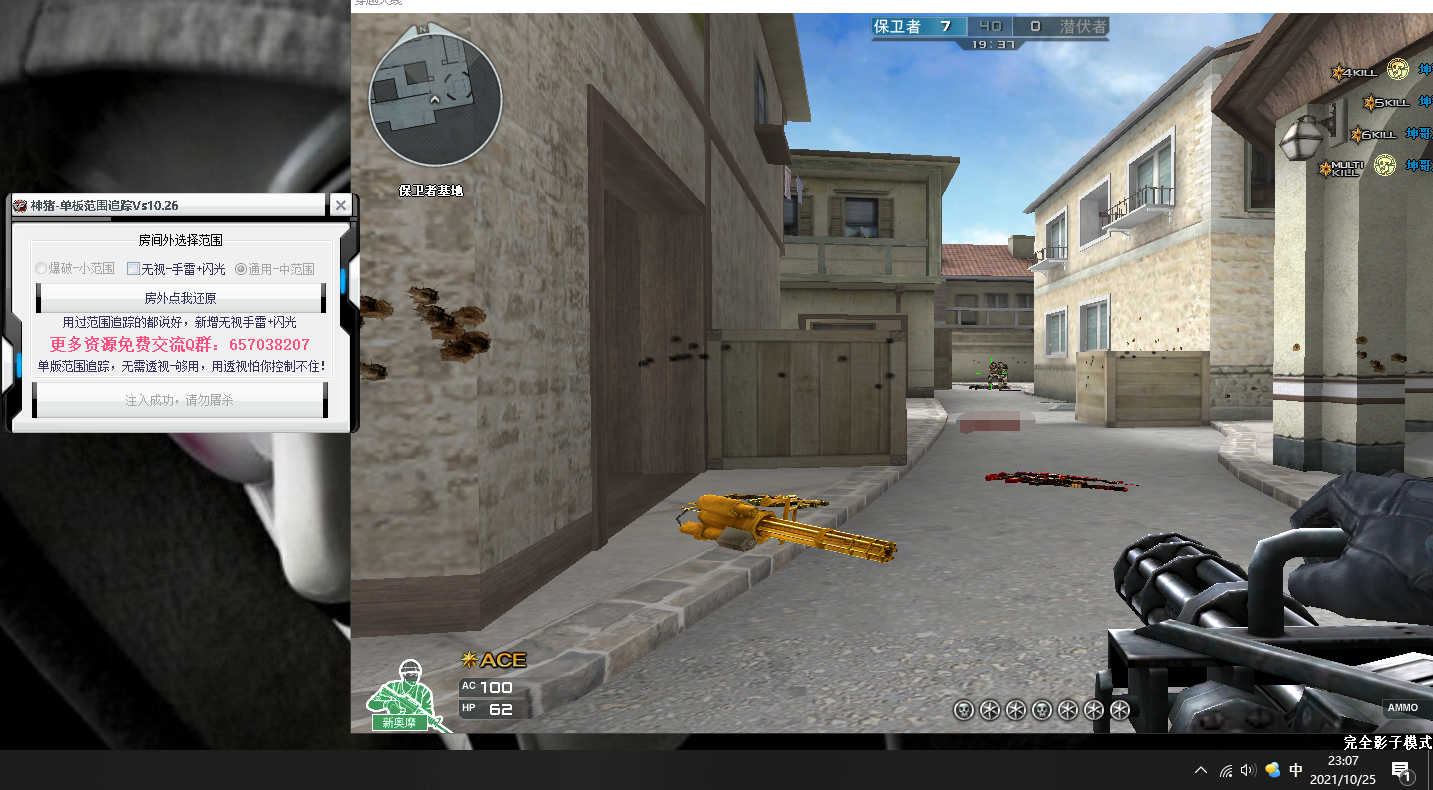 保卫者 7 40 0 潜伏者
19:37
N
4KILL
5KILL
6KILL 坤哥
MULTI KILL 坤哥
保卫者基地
神猪-单板范围追踪Vs10.26
房间外选择范围
爆破-小范围 无视-手雷+闪光 通用-中范围
房外点我还原
用过范围追踪的都说好，新增无视手雷+闪光
更多资源免费交流Q群：657038207
单版范围追踪，无需透视-够用，用透视怕你控制不住！
注入成功，请勿屠杀
ACE
AC 100
HP 62
新奥摩
AMMO
完全影子模式
中
23:07
2021/10/25
1